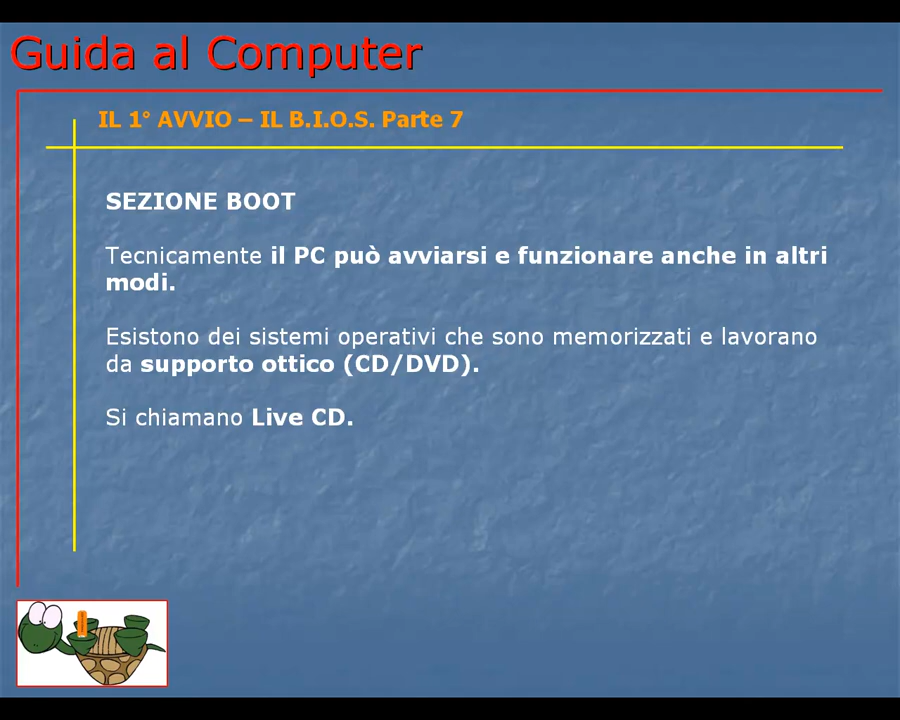 Guida al Computer
IL 1° AVVIO – IL B.I.O.S. Parte 7
SEZIONE BOOT
Tecnicamente il PC può avviarsi e funzionare anche in altri
modi.
Esistono dei sistemi operativi che sono memorizzati e lavorano
da supporto ottico (CD/DVD).
Si chiamano Live CD.